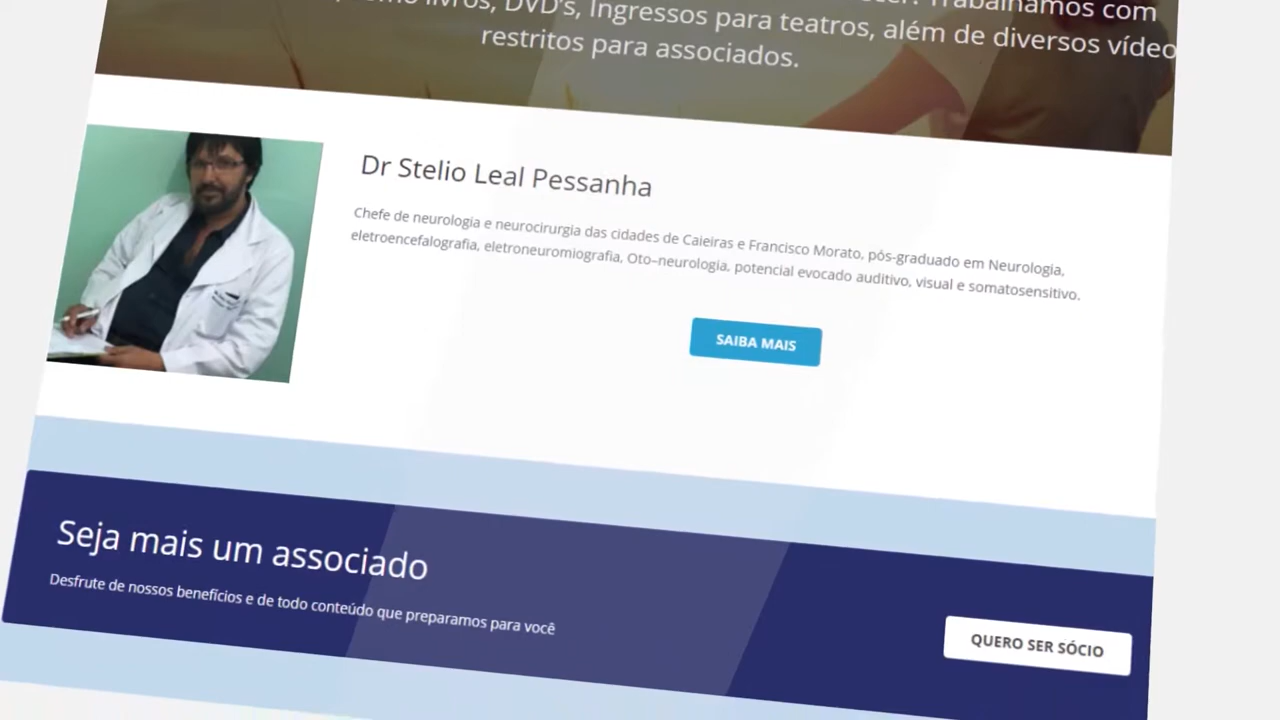 Trabalhamos com
livros, DVD's, Ingressos para teatros, além de diversos vídeo
restritos para associados.
Dr Stelio Leal Pessanha
Chefe de neurologia e neurocirurgia das cidades de Caieiras e Francisco Morato, pós-graduado em Neurologia,
eletroencefalografia, eletroneuromiografia, Oto–neurologia, potencial evocado auditivo, visual e somatosensitivo.
SAIBA MAIS
Seja mais um associado
Desfrute de nossos benefícios e de todo conteúdo que preparamos para você
QUERO SER SÓCIO